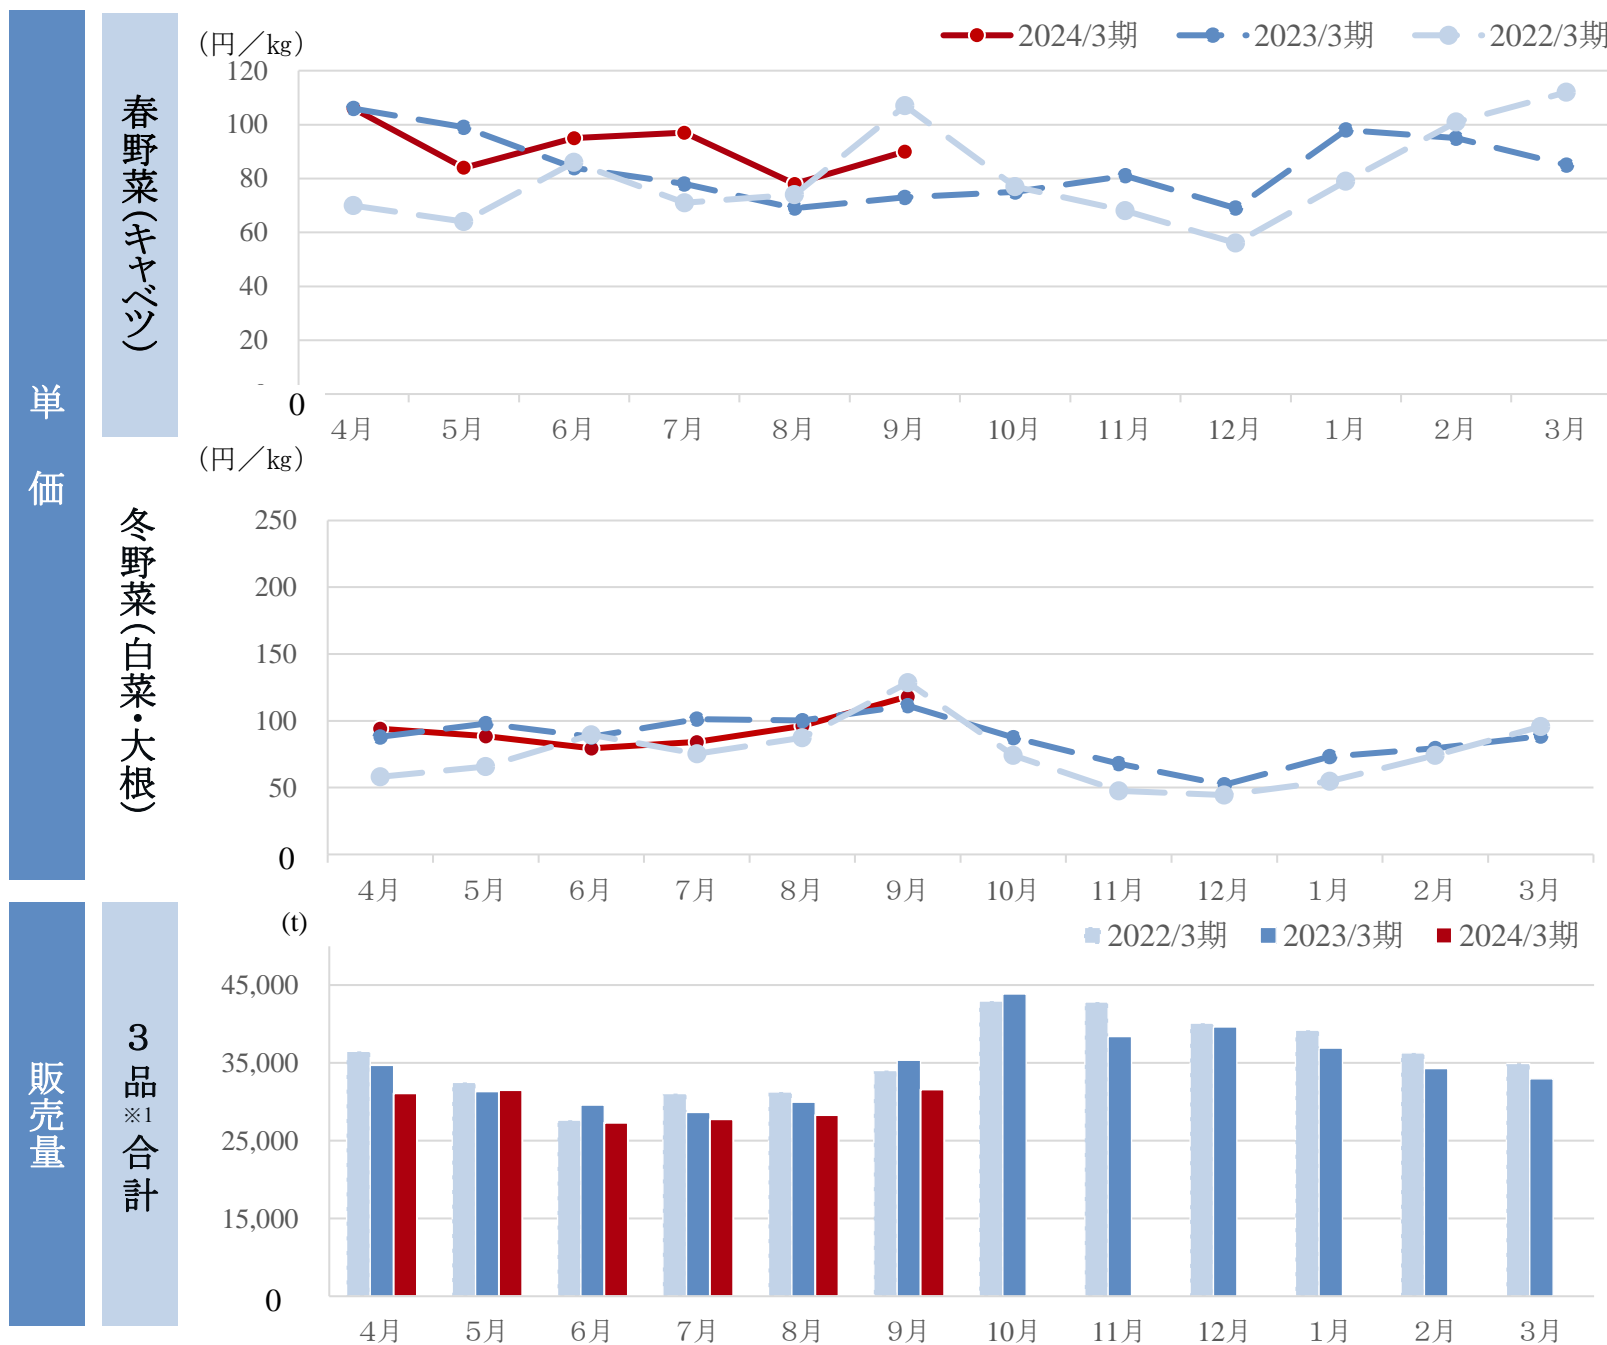 単 価
春野菜(キャベツ)
(円／㎏)
2024/3期 2023/3期 2022/3期
120
100
80
60
40
20
0
4月 5月 6月 7月 8月 9月 10月 11月 12月 1月 2月 3月
冬野菜(白菜・大根)
(円／㎏)
250
200
150
100
50
0
4月 5月 6月 7月 8月 9月 10月 11月 12月 1月 2月 3月
販売量
3品※1合計
(t)
2022/3期 2023/3期 2024/3期
45,000
35,000
25,000
15,000
0
4月 5月 6月 7月 8月 9月 10月 11月 12月 1月 2月 3月